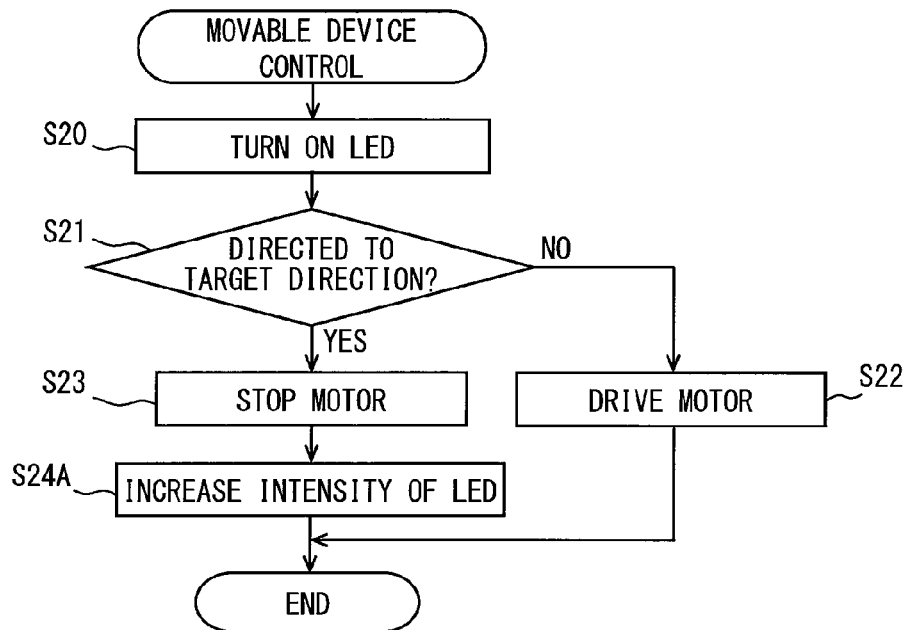 MOVABLE DEVICE
CONTROL
S20
TURN ON LED
S21
DIRECTED TO
TARGET DIRECTION?
NO
YES
S23
STOP MOTOR
S22
DRIVE MOTOR
S24A
INCREASE INTENSITY OF LED
END